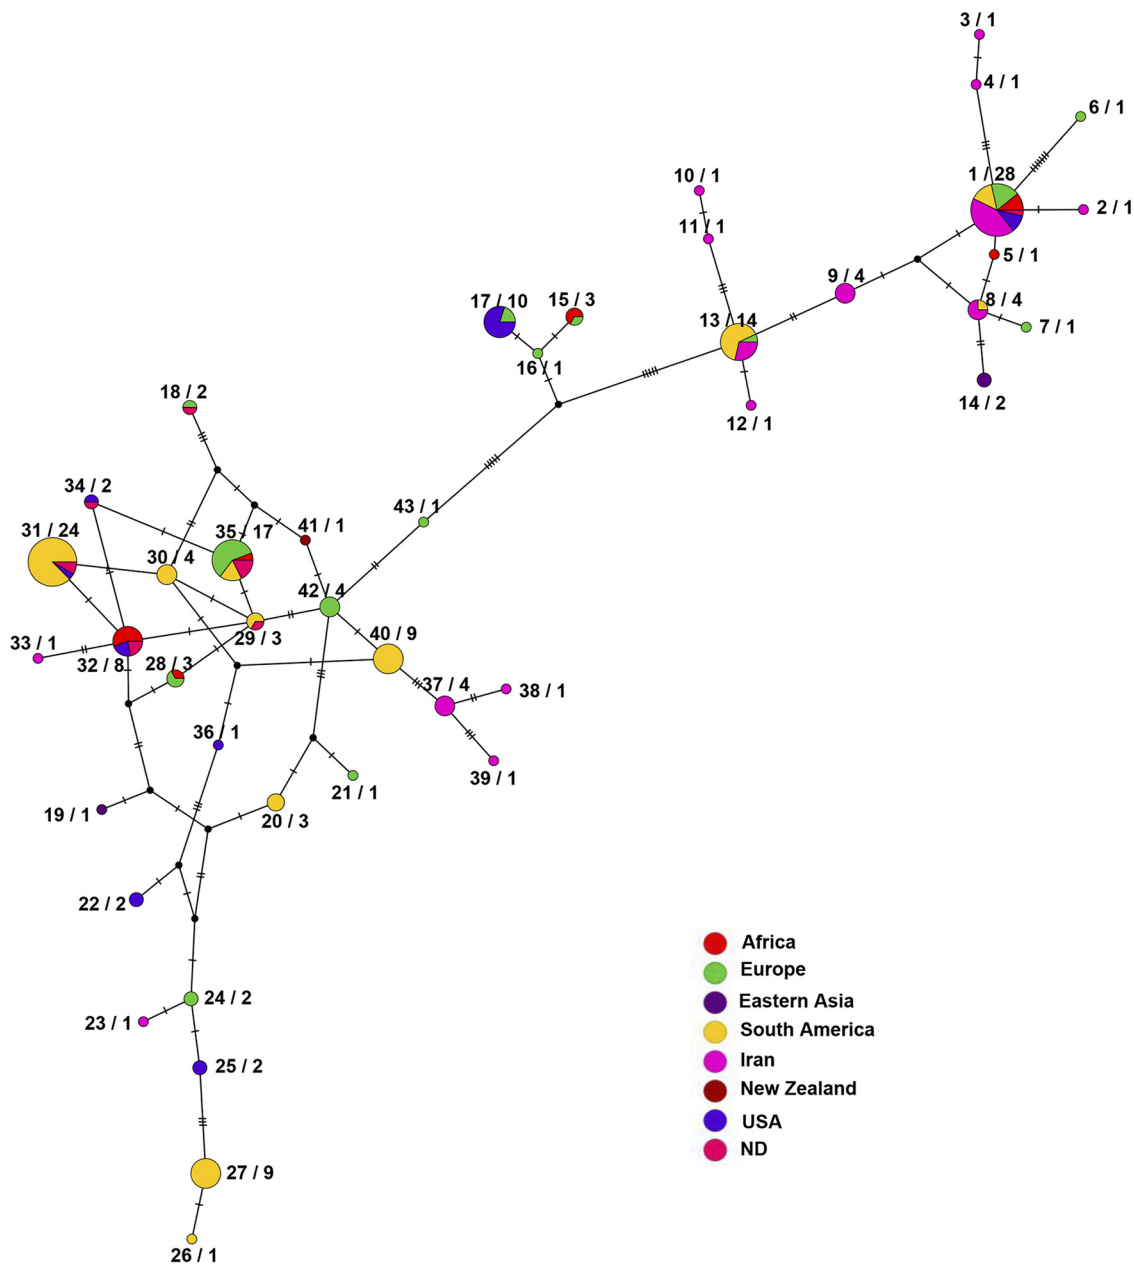 3 / 1
4 / 1
6 / 1
10 / 1
1 / 28
2 / 1
11 / 1
5 / 1
9 / 4
17 / 10
15 / 3
8 / 4
13 / 14
7 / 1
16 / 1
18 / 2
14 / 2
12 / 1
34 / 2
43 / 1
31 / 24
35 / 17
41 / 1
30 / 4
42 / 4
29 / 3
40 / 9
33 / 1
32 / 8
28 / 3
37 / 4
38 / 1
36 / 1
39 / 1
21 / 1
19 / 1
20 / 3
22 / 2
Africa
Europe
24 / 2
Eastern Asia
23 / 1
South America
25 / 2
Iran
New Zealand
USA
ND
27 / 9
26 / 1